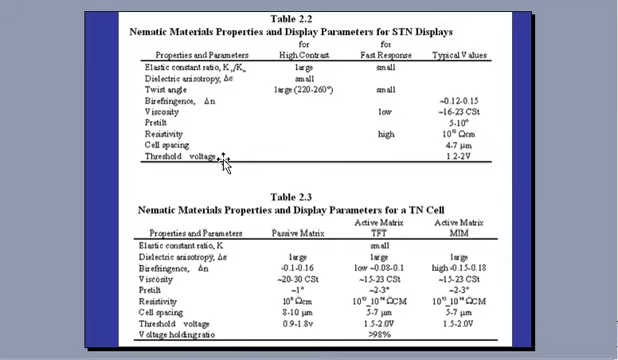 Table 2.2
Nematic Materials Properties and Display Parameters for STN Displays
for for
Properties and Parameters High Contrast Fast Response Typical Values
Elastic constant ratio, large small
Dielectric anisotropy, Δε small
Twist angle large (220-260°) small
Birefringence, Δn ~0.12-0.15
Viscosity low ~16-23 CSt
Pretilt 5-10°
Resistivity high Ωcm
Cell spacing 4-7 μm
Threshold voltage 1.2-2V
Table 2.3
Nematic Materials Properties and Display Parameters for a TN Cell
Active Matrix Active Matrix
Properties and Parameters Passive Matrix TFT MIM
Elastic constant ratio, K small
Dielectric anisotropy, Δε large large large
Birefringence, Δn -0.1-0.16 low ~0.08-0.1 high -0.15-0.18
Viscosity ~20-30 CSt ~15-23 CSt ~15-23 CSt
Pretilt ~1° ~2-3° ~2-3°
Resistivity Ωcm ΩCM ΩCM
Cell spacing 8-10 μm 5-7 μm 5-7 μm
Threshold voltage 0.9-1.8v 1.5-2.0V 1.5-2.0V
Voltage holding ratio >98%